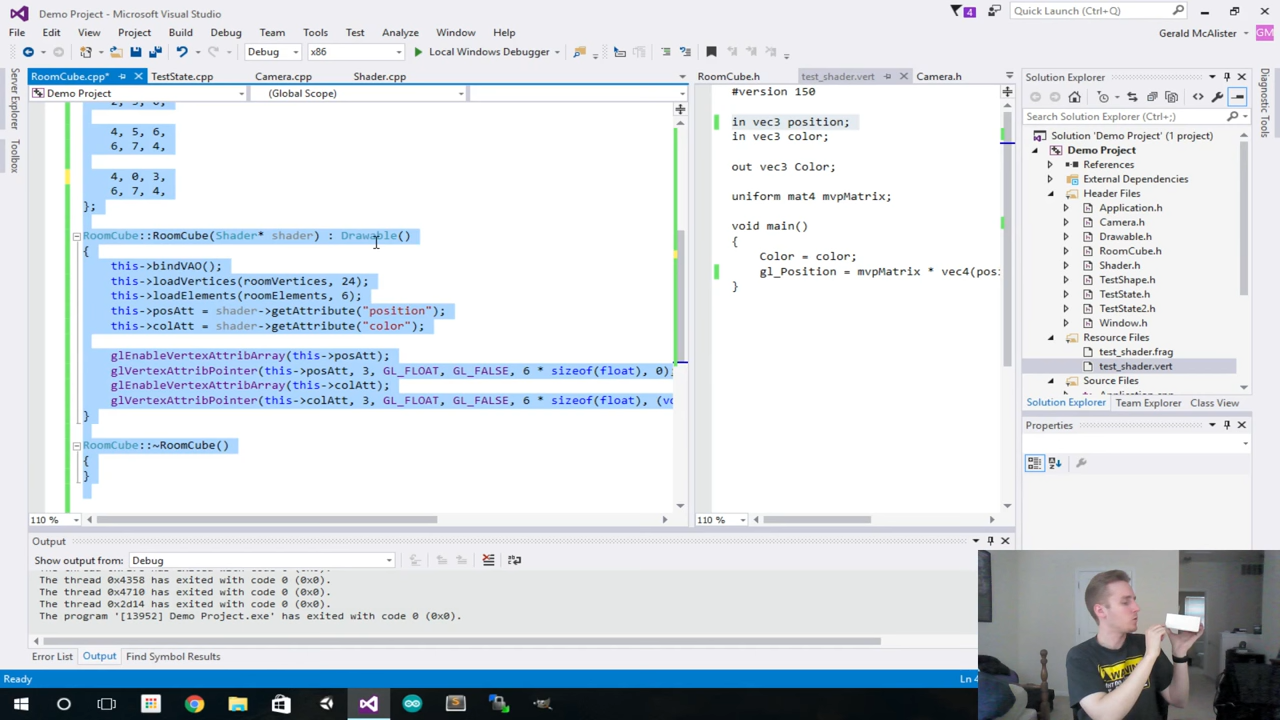 Demo Project - Microsoft Visual Studio
4
Quick Launch (Ctrl+Q)
File Edit View Project Build Debug Team Tools Test Analyze Window Help
Gerald McAlister GM
Debug x86 Local Windows Debugger
Server Explorer
Toolbox
RoomCube.cpp* TestState.cpp Camera.cpp Shader.cpp
Demo Project (Global Scope)
4, 5, 6,
6, 7, 4,
4, 0, 3,
6, 7, 4,
};
RoomCube::RoomCube(Shader* shader) : Drawable()
{
this->bindVAO();
this->loadVertices(roomVertices, 24);
this->loadElements(roomElements, 6);
this->posAtt = shader->getAttribute("position");
this->colAtt = shader->getAttribute("color");
glEnableVertexAttribArray(this->posAtt);
glVertexAttribPointer(this->posAtt, 3, GL_FLOAT, GL_FALSE, 6 * sizeof(float), 0)
glEnableVertexAttribArray(this->colAtt);
glVertexAttribPointer(this->colAtt, 3, GL_FLOAT, GL_FALSE, 6 * sizeof(float), (vo
}
RoomCube::~RoomCube()
{
}
110 %
RoomCube.h test_shader.vert Camera.h
#version 150
in vec3 position;
in vec3 color;
out vec3 Color;
uniform mat4 mvpMatrix;
void main()
{
Color = color;
gl_Position = mvpMatrix * vec4(pos
}
110 %
Solution Explorer
Search Solution Explorer (Ctrl+;)
Solution 'Demo Project' (1 project)
Demo Project
References
External Dependencies
Header Files
Application.h
Camera.h
Drawable.h
RoomCube.h
Shader.h
TestShape.h
TestState.h
TestState2.h
Window.h
Resource Files
test_shader.frag
test_shader.vert
Source Files
Solution Explorer Team Explorer Class View
Properties
Diagnostic Tools
Output
Show output from: Debug
The thread 0x4358 has exited with code 0 (0x0).
The thread 0x4710 has exited with code 0 (0x0).
The thread 0x2d14 has exited with code 0 (0x0).
The program '[13952] Demo Project.exe' has exited with code 0 (0x0).
Error List Output Find Symbol Results
Ready
Ln 4